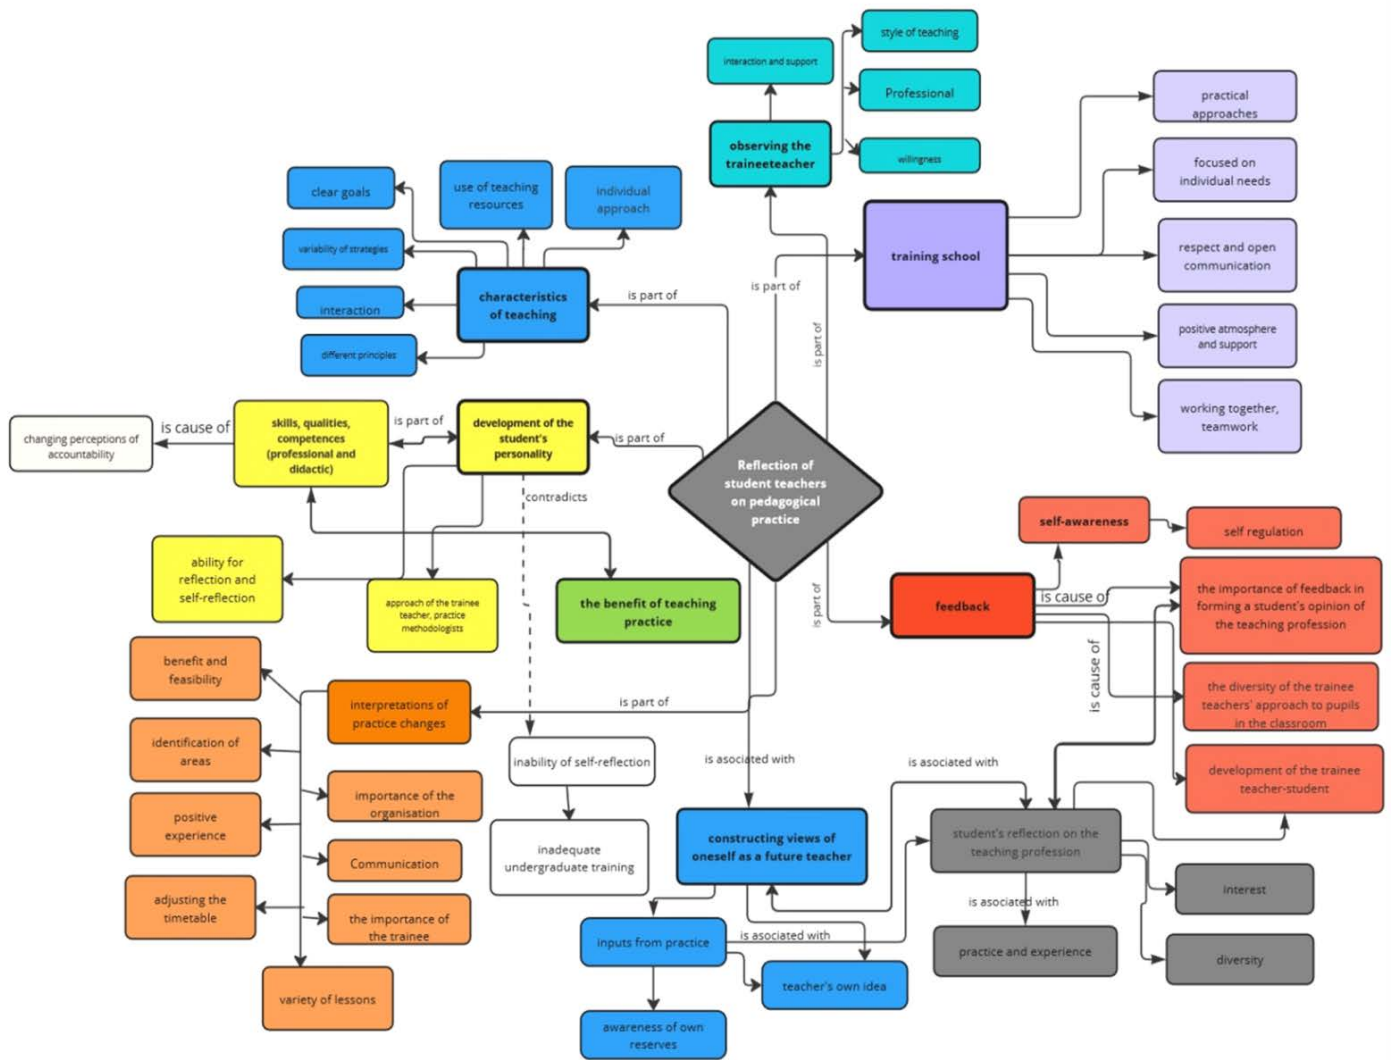 style of teaching
interaction and support
Professional
observing the
traineeteacher
willingness
practical
approaches
focused on
individual needs
respect and open
communication
positive atmosphere
and support
working together,
teamwork
training school
is part of
is part of
clear goals
use of teaching
resources
individual
approach
variability of strategies
interaction
different principles
characteristics
of teaching
is part of
changing perceptions of
accountability
is cause of
skills, qualities,
competences
(professional and
didactic)
is part of
development of the
student's
personality
is part of
contradicts
Reflection of
student teachers
on pedagogical
practice
ability for
reflection and
self-reflection
approach of the trainee
teacher, practice
methodologists
the benefit of teaching
practice
is part of
feedback
self-awareness
self regulation
is cause of
the importance of feedback in
forming a student's opinion of
the teaching profession
is cause of
the diversity of the trainee
teachers' approach to pupils
in the classroom
development of the trainee
teacher-student
benefit and
feasibility
identification of
areas
positive
experience
adjusting the
timetable
interpretations of
practice changes
is part of
importance of the
organisation
Communication
the importance of
the trainee
variety of lessons
inability of self-reflection
inadequate
undergraduate training
is asociated with
constructing views of
oneself as a future teacher
is asociated with
student's reflection on the
teaching profession
inputs from practice
is asociated with
teacher's own idea
awareness of own
reserves
is asociated with
practice and experience
interest
diversity